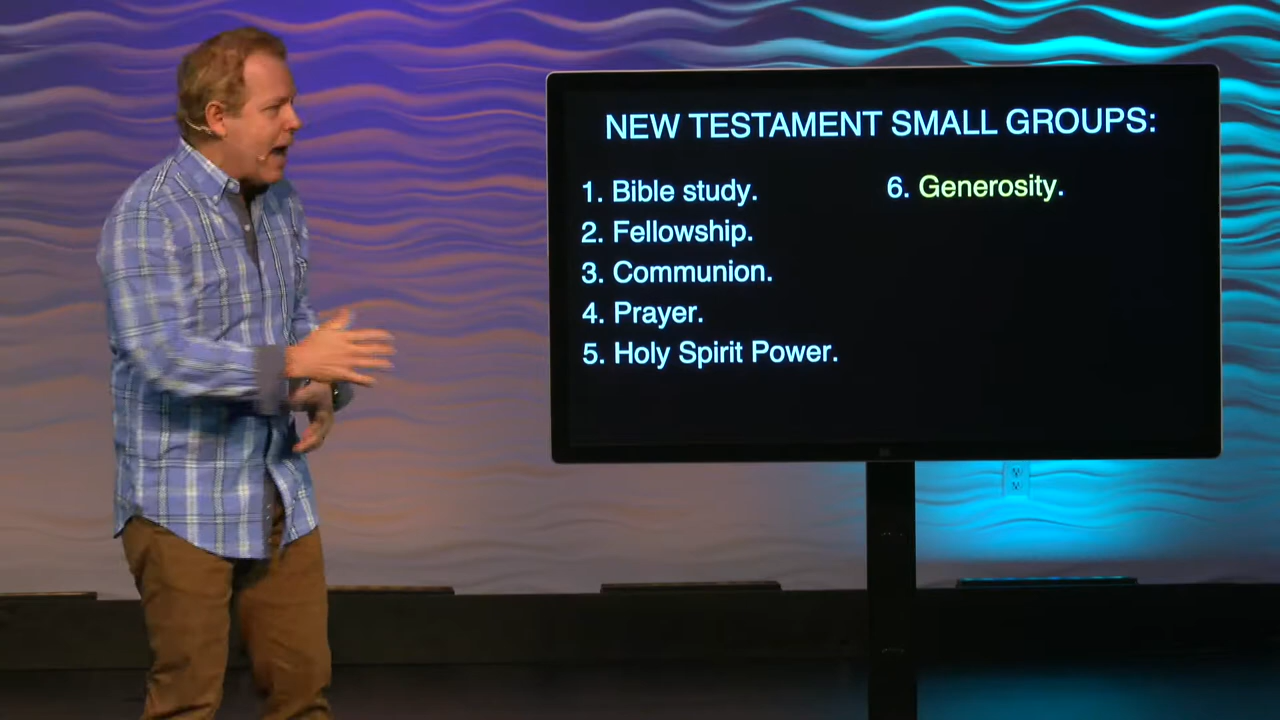 NEW TESTAMENT SMALL GROUPS:
1. Bible study.
2. Fellowship.
3. Communion.
4. Prayer.
5. Holy Spirit Power.
6. Generosity.